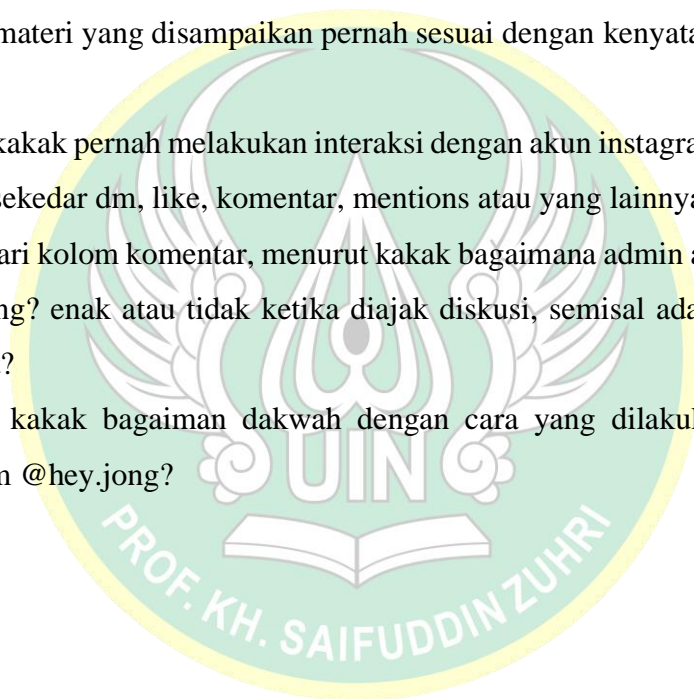 materi yang disampaikan pernah sesuai dengan kenyata
kakak pernah melakukan interaksi dengan akun instagra
sekedar dm, like, komentar, mentions atau yang lainnya
ari kolom komentar, menurut kakak bagaimana admin a
ng? enak atau tidak ketika diajak diskusi, semisal ada
?
kakak bagaiman dakwah dengan cara yang dilakul
m @hey.jong?
UIN
PROF. KH. SAIFUDDIN ZUHRI